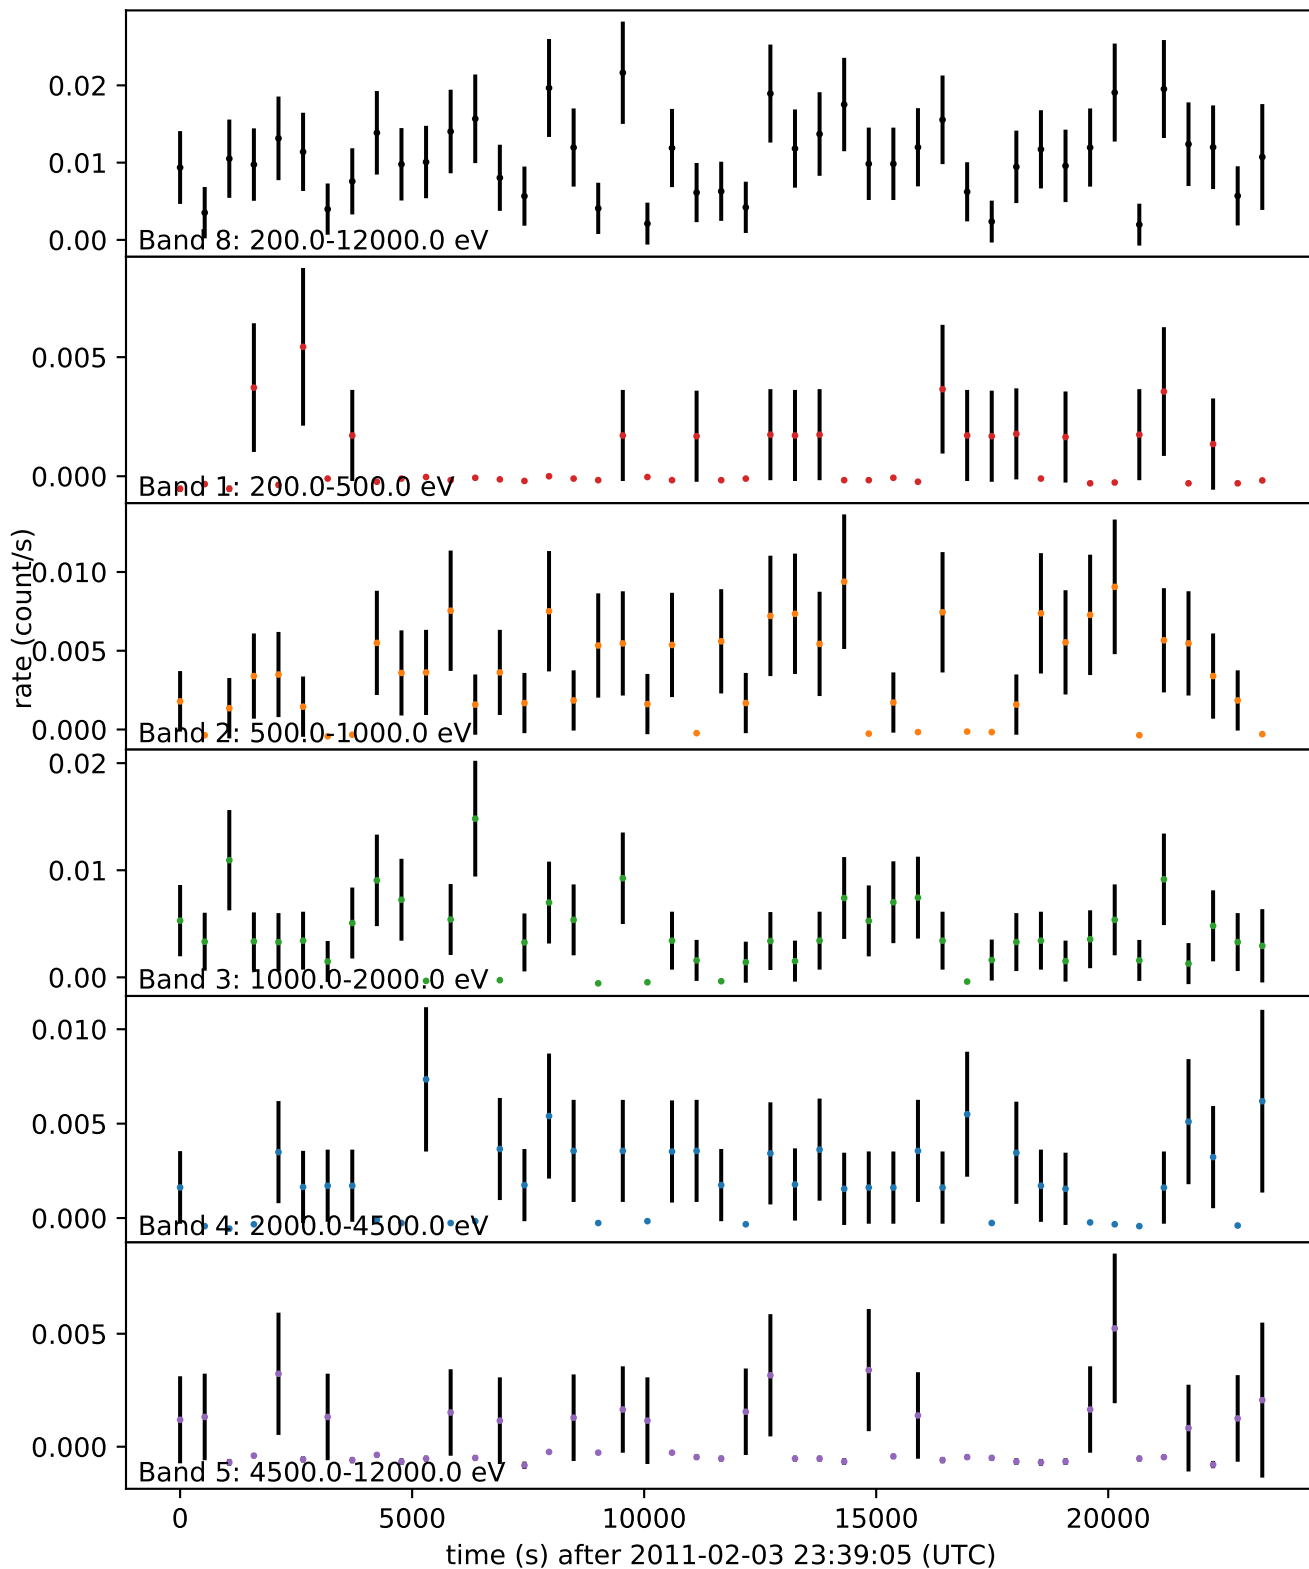 0.02
0.01
0.00
Band 8: 200.0-12000.0 eV
0.005
0.000
Band 1: 200.0-500.0 eV
rate (count/s)
0.010
0.005
0.000
Band 2: 500.0-1000.0 eV
0.02
0.01
0.00
Band 3: 1000.0-2000.0 eV
0.010
0.005
0.000
Band 4: 2000.0-4500.0 eV
0.005
0.000
Band 5: 4500.0-12000.0 eV
0 5000 10000 15000 20000
time (s) after 2011-02-03 23:39:05 (UTC)